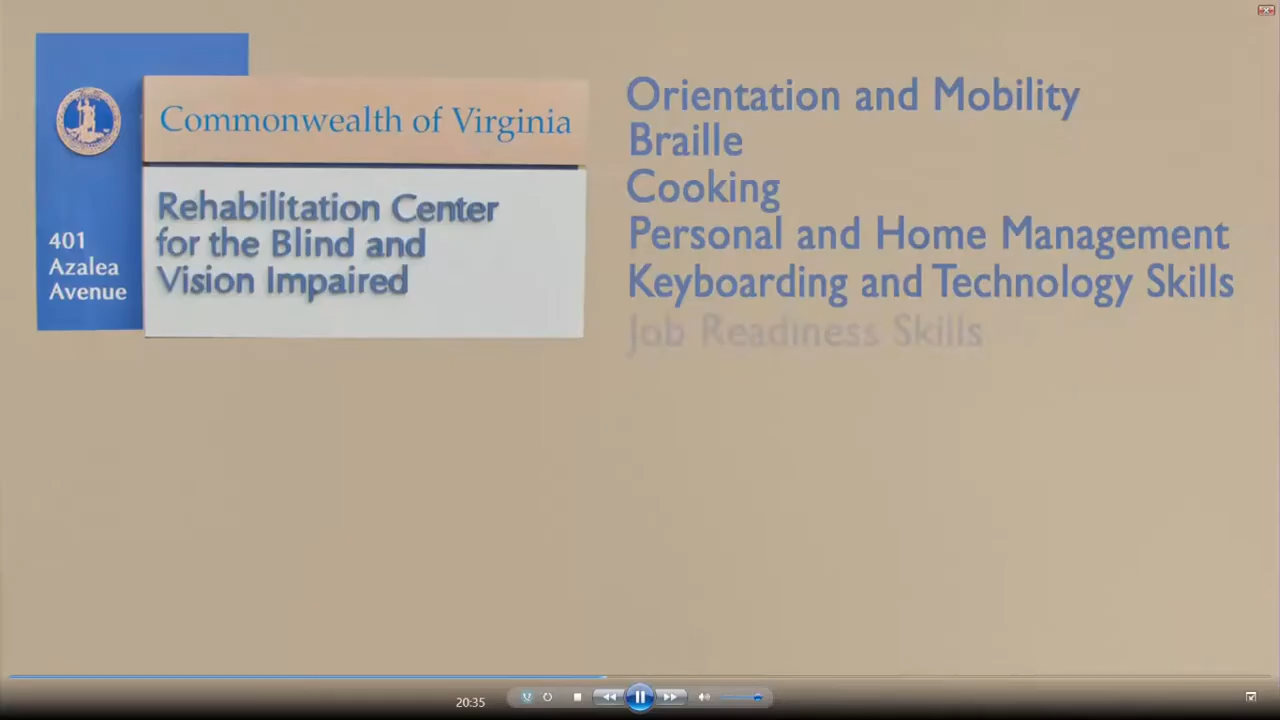 Commonwealth of Virginia
Rehabilitation Center
for the Blind and
Vision Impaired
401
Azalea
Avenue
Orientation and Mobility
Braille
Cooking
Personal and Home Management
Keyboarding and Technology Skills
Job Readiness Skills
20:35